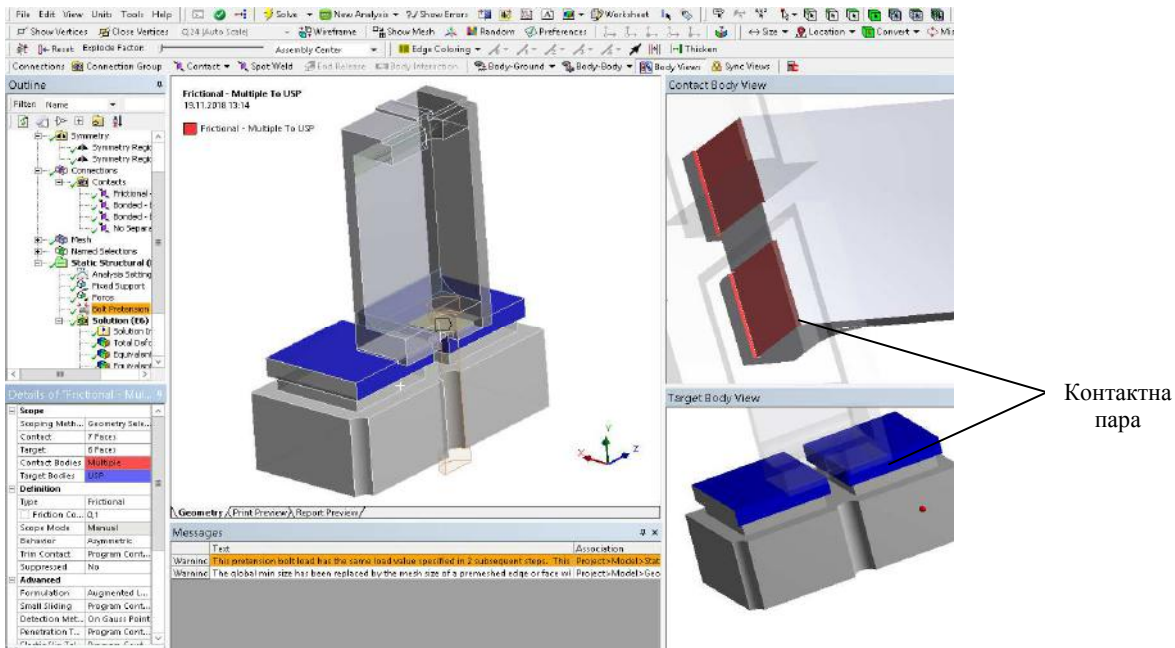 File Edit View Units Tools Help Solve New Analysis ?/ Show Errors Worksheet
Show Vertices Close Vertices 0,24 (Auto Scale) Wireframe Show Mesh Random Preferences Size Location Convert
Reset Explode Factor: Assembly Center Edge Coloring Thicken
Connections Connection Group Contact Spot Weld End Release Body Interaction Body-Ground Body-Body Body Views Sync Views
Outline
Filter: Name
Symmetry
Symmetry Regio
Symmetry Regio
Connections
Contacts
Frictional -
Bonded -
Bonded -
No Separa
Mesh
Named Selections
Static Structural (
Analysis Setting
Fixed Support
Force
Bolt Pretension
Solution (E6)
Solution In
Total Defo
Equivalent
Equivalent
Details of "Frictional - Mul...
Scope
Scoping Meth... Geometry Sele...
Contact 7 Faces
Target 6 Faces
Contact Bodies Multiple
Target Bodies USP
Definition
Type Frictional
Friction Co... 0,1
Scope Mode Manual
Behavior Asymmetric
Trim Contact Program Cont...
Suppressed No
Advanced
Formulation Augmented L...
Small Sliding Program Cont...
Detection Met... On Gauss Point
Penetration T... Program Cont...
Frictional - Multiple To USP
19.11.2018 13:14
Frictional - Multiple To USP
Y
X
Z
Geometry Print Preview Report Preview
Messages
Text Association
Warning This pretension bolt load has the same load value specified in 2 subsequent steps. This Project>Model>Stat
Warning The global min size has been replaced by the mesh size of a premeshed edge or face wi Project>Model>Geo
Contact Body View
Target Body View
Контактна
пара